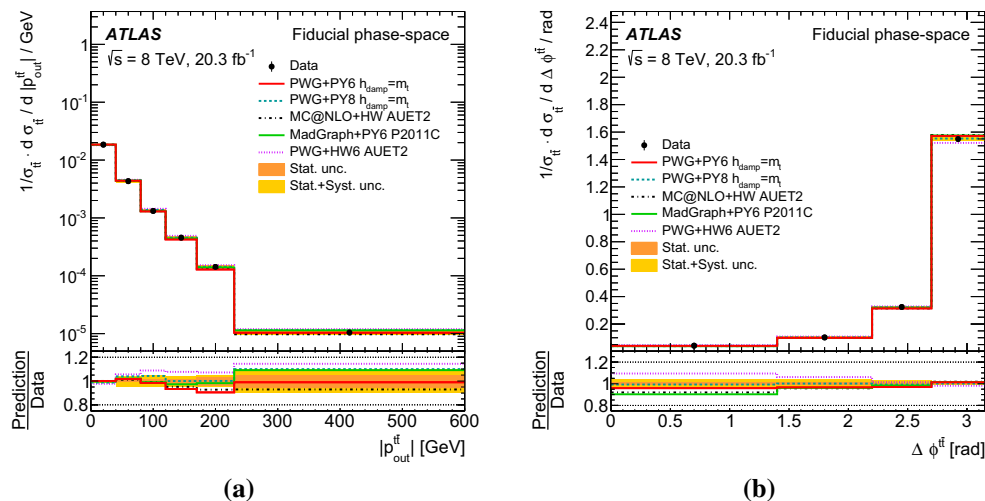 ATLAS Fiducial phase-space
√s = 8 TeV, 20.3 fb⁻¹
Data
PWG+PY6 h_damp=m_t
PWG+PY8 h_damp=m_t
MC@NLO+HW AUET2
MadGraph+PY6 P2011C
PWG+HW6 AUET2
Stat. unc.
Stat.+Syst. unc.
1/σ_tt̄ · d σ_tt̄ / d |p_out^tt̄| / GeV
1
10⁻¹
10⁻²
10⁻³
10⁻⁴
10⁻⁵
Prediction
Data
1.2
1
0.8
0 100 200 300 400 500 600
|p_out^tt̄| [GeV]
(a)
ATLAS Fiducial phase-space
√s = 8 TeV, 20.3 fb⁻¹
Data
PWG+PY6 h_damp=m_t
PWG+PY8 h_damp=m_t
MC@NLO+HW AUET2
MadGraph+PY6 P2011C
PWG+HW6 AUET2
Stat. unc.
Stat.+Syst. unc.
1/σ_tt̄ · d σ_tt̄ / d Δ φ^tt̄ / rad
2.4
2.2
2
1.8
1.6
1.4
1.2
1
0.8
0.6
0.4
0.2
Prediction
Data
1.2
1
0.8
0 0.5 1 1.5 2 2.5 3
Δ φ^tt̄ [rad]
(b)